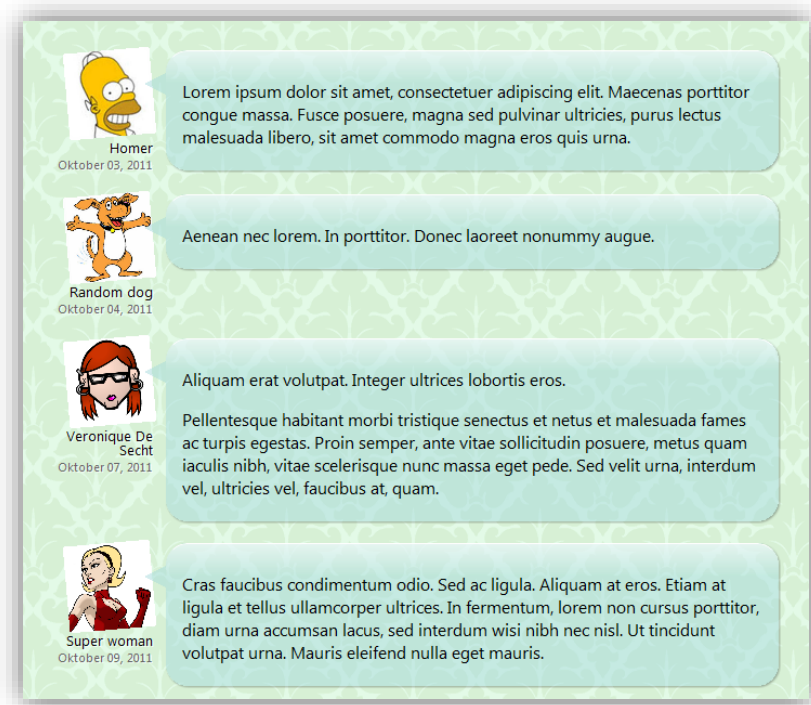 Lorem ipsum dolor sit amet, consectetuer adipiscing elit. Maecenas porttitor
congue massa. Fusce posuere, magna sed pulvinar ultricies, purus lectus
malesuada libero, sit amet commodo magna eros quis urna.
Homer
Oktober 03, 2011
Aenean nec lorem. In porttitor. Donec laoreet nonummy augue.
Random dog
Oktober 04, 2011
Aliquam erat volutpat. Integer ultrices lobortis eros.
Pellentesque habitant morbi tristique senectus et netus et malesuada fames
ac turpis egestas. Proin semper, ante vitae sollicitudin posuere, metus quam
iaculis nibh, vitae scelerisque nunc massa eget pede. Sed velit urna, interdum
vel, ultricies vel, faucibus at, quam.
Veronique De
Secht
Oktober 07, 2011
Cras faucibus condimentum odio. Sed ac ligula. Aliquam at eros. Etiam at
ligula et tellus ullamcorper ultrices. In fermentum, lorem non cursus porttitor,
diam urna accumsan lacus, sed interdum wisi nibh nec nisl. Ut tincidunt
volutpat urna. Mauris eleifend nulla eget mauris.
Super woman
Oktober 09, 2011